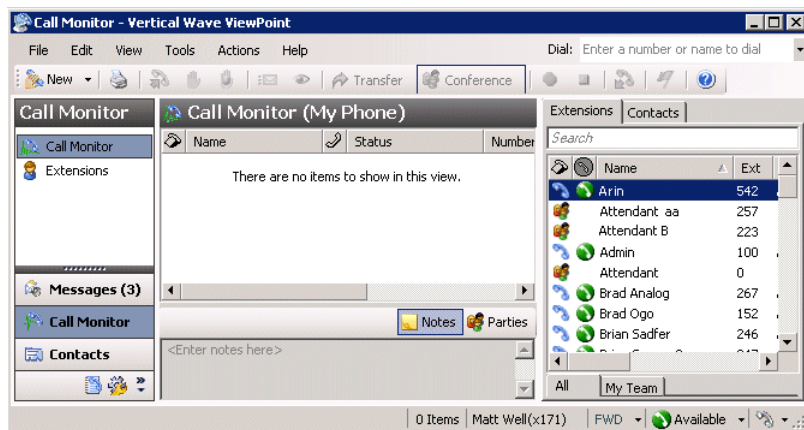 Call Monitor - Vertical Wave ViewPoint
File Edit View Tools Actions Help
Dial: Enter a number or name to dial
New Transfer Conference
Call Monitor
Call Monitor
Extensions
Messages (3)
Call Monitor
Contacts
Call Monitor (My Phone)
Name Status Number
There are no items to show in this view.
Notes Parties
<Enter notes here>
Extensions Contacts
Search
Name Ext
Arin 542
Attendant aa 257
Attendant B 223
Admin 100
Attendant 0
Brad Analog 267
Brad Ogo 152
Brian Sadfer 246
All My Team
0 Items Matt Well(x171) FWD Available